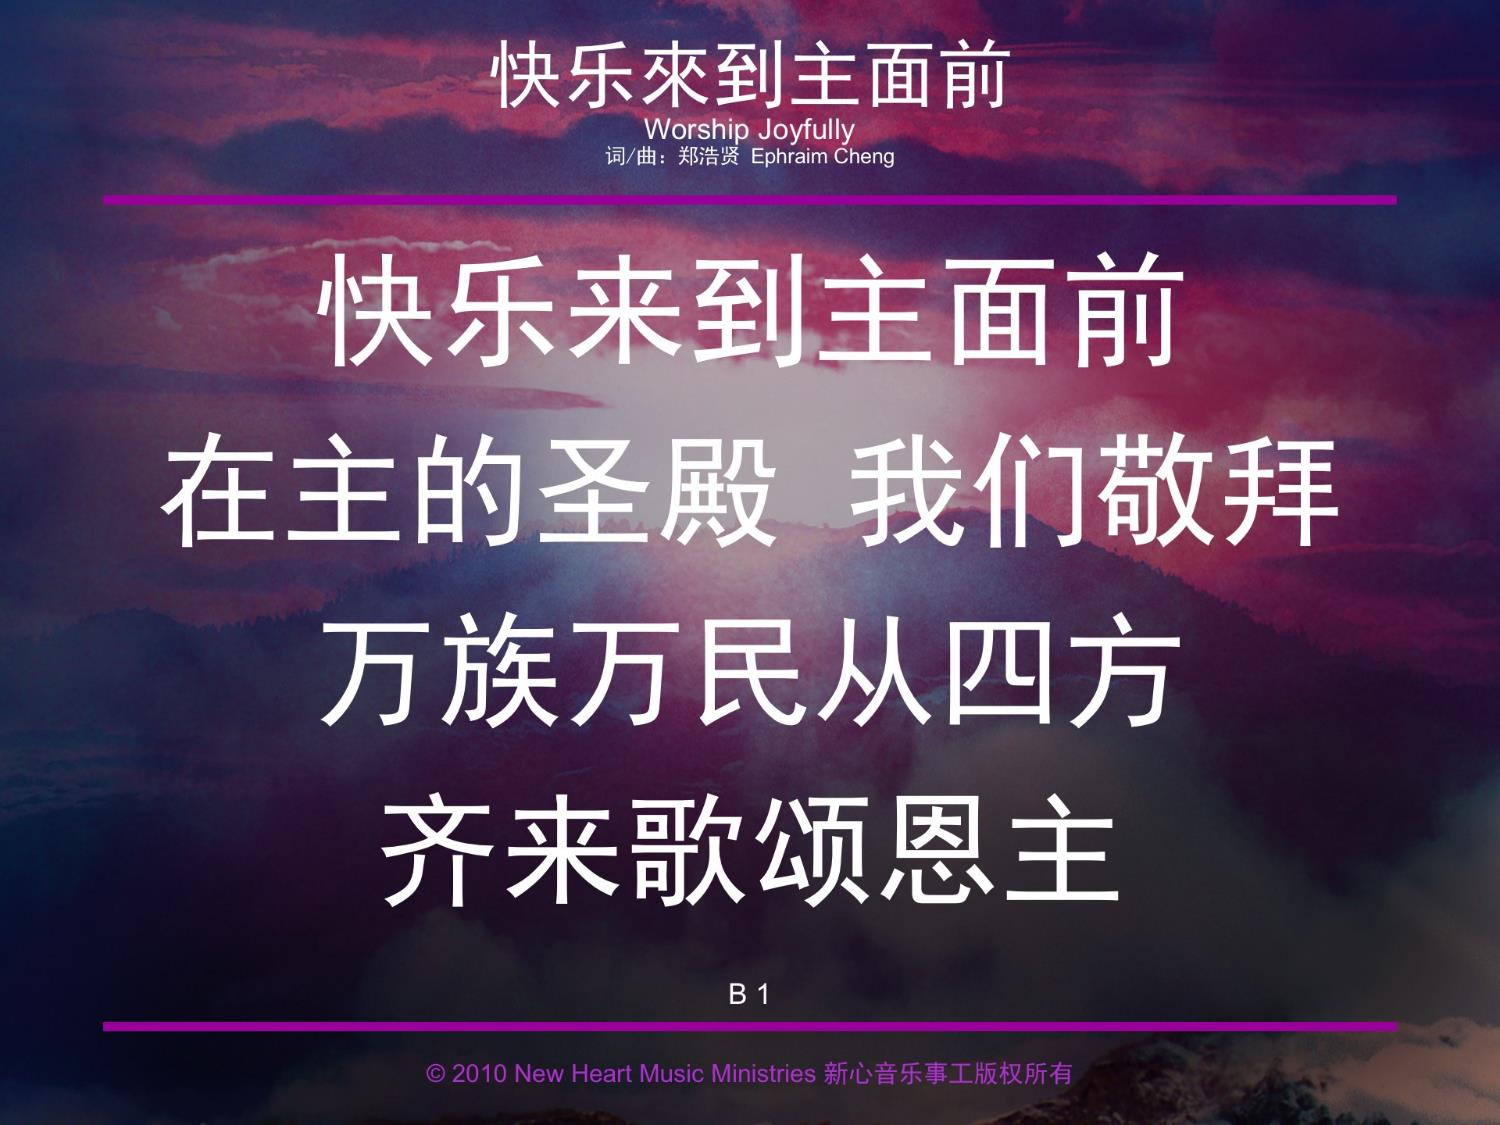 快乐來到主面前
Worship Joyfully
词/曲：郑浩贤 Ephraim Cheng
快乐来到主面前
在主的圣殿 我们敬拜
万族万民从四方
齐来歌颂恩主
B 1
© 2010 New Heart Music Ministries 新心音乐事工版权所有